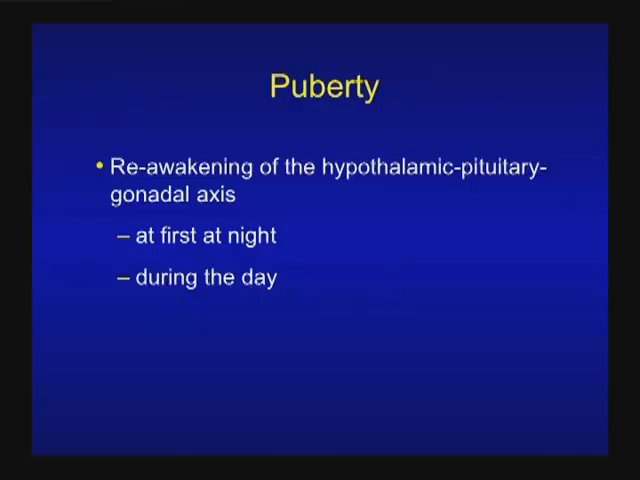 Puberty
• Re-awakening of the hypothalamic-pituitary-
gonadal axis
– at first at night
– during the day